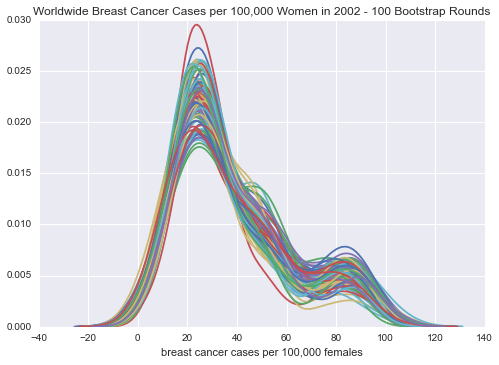 Worldwide Breast Cancer Cases per 100,000 Women in 2002 - 100 Bootstrap Rounds
0.030
0.025
0.020
0.015
0.010
0.005
0.000
−40 −20 0 20 40 60 80 100 120 140
breast cancer cases per 100,000 females